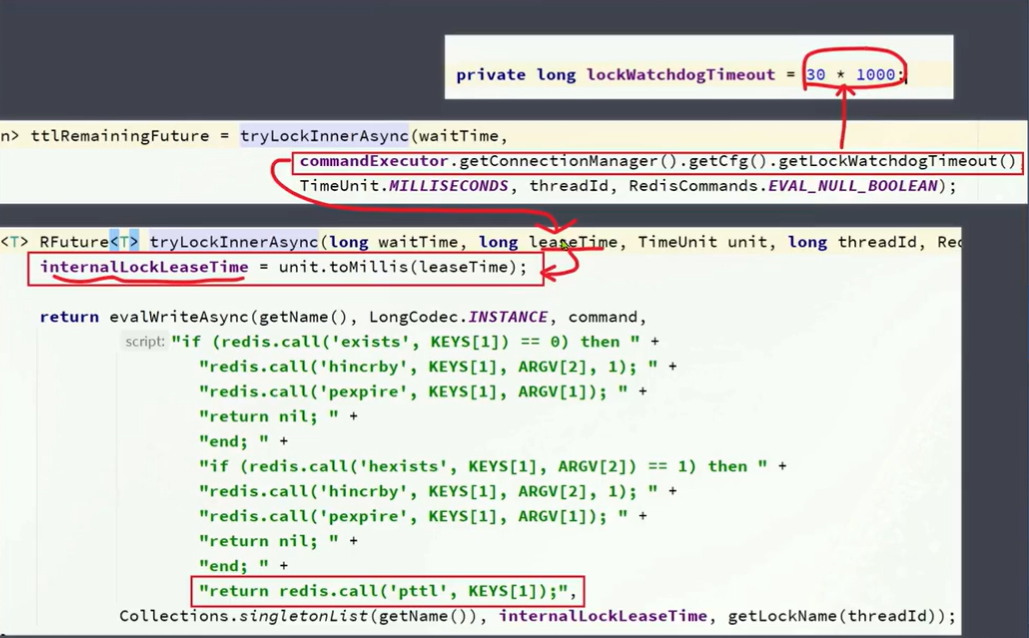 private long lockWatchdogTimeout = 30 * 1000;
n> ttlRemainingFuture = tryLockInnerAsync(waitTime,
commandExecutor.getConnectionManager().getCfg().getLockWatchdogTimeout(),
TimeUnit.MILLISECONDS, threadId, RedisCommands.EVAL_NULL_BOOLEAN);
<T> RFuture<T> tryLockInnerAsync(long waitTime, long leaseTime, TimeUnit unit, long threadId, Red
internalLockLeaseTime = unit.toMillis(leaseTime);
return evalWriteAsync(getName(), LongCodec.INSTANCE, command,
script: "if (redis.call('exists', KEYS[1]) == 0) then " +
"redis.call('hincrby', KEYS[1], ARGV[2], 1); " +
"redis.call('pexpire', KEYS[1], ARGV[1]); " +
"return nil; " +
"end; " +
"if (redis.call('hexists', KEYS[1], ARGV[2]) == 1) then " +
"redis.call('hincrby', KEYS[1], ARGV[2], 1); " +
"redis.call('pexpire', KEYS[1], ARGV[1]); " +
"return nil; " +
"end; " +
"return redis.call('pttl', KEYS[1]);",
Collections.singletonList(getName()), internalLockLeaseTime, getLockName(threadId));